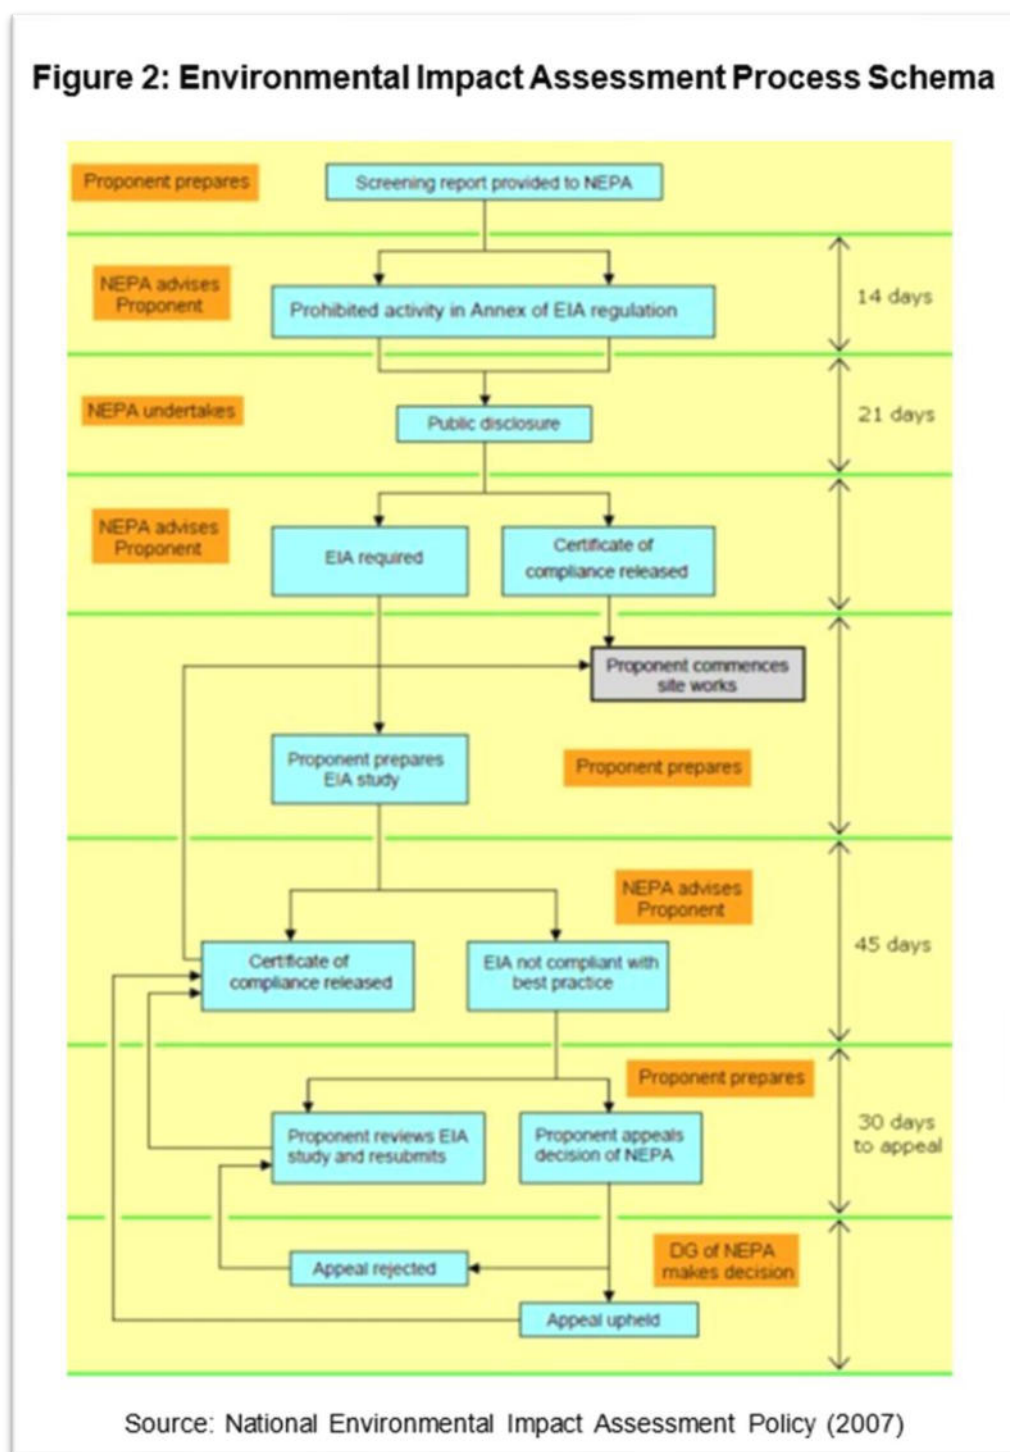 Figure 2: Environmental Impact Assessment Process Schema
Proponent prepares
Screening report provided to NEPA
NEPA advises
Proponent
Prohibited activity in Annex of EIA regulation
14 days
NEPA undertakes
Public disclosure
21 days
NEPA advises
Proponent
EIA required
Certificate of
compliance released
Proponent commences
site works
Proponent prepares
EIA study
Proponent prepares
NEPA advises
Proponent
Certificate of
compliance released
EIA not compliant with
best practice
45 days
Proponent prepares
Proponent reviews EIA
study and resubmits
Proponent appeals
decision of NEPA
30 days
to appeal
DG of NEPA
makes decision
Appeal rejected
Appeal upheld
Source: National Environmental Impact Assessment Policy (2007)